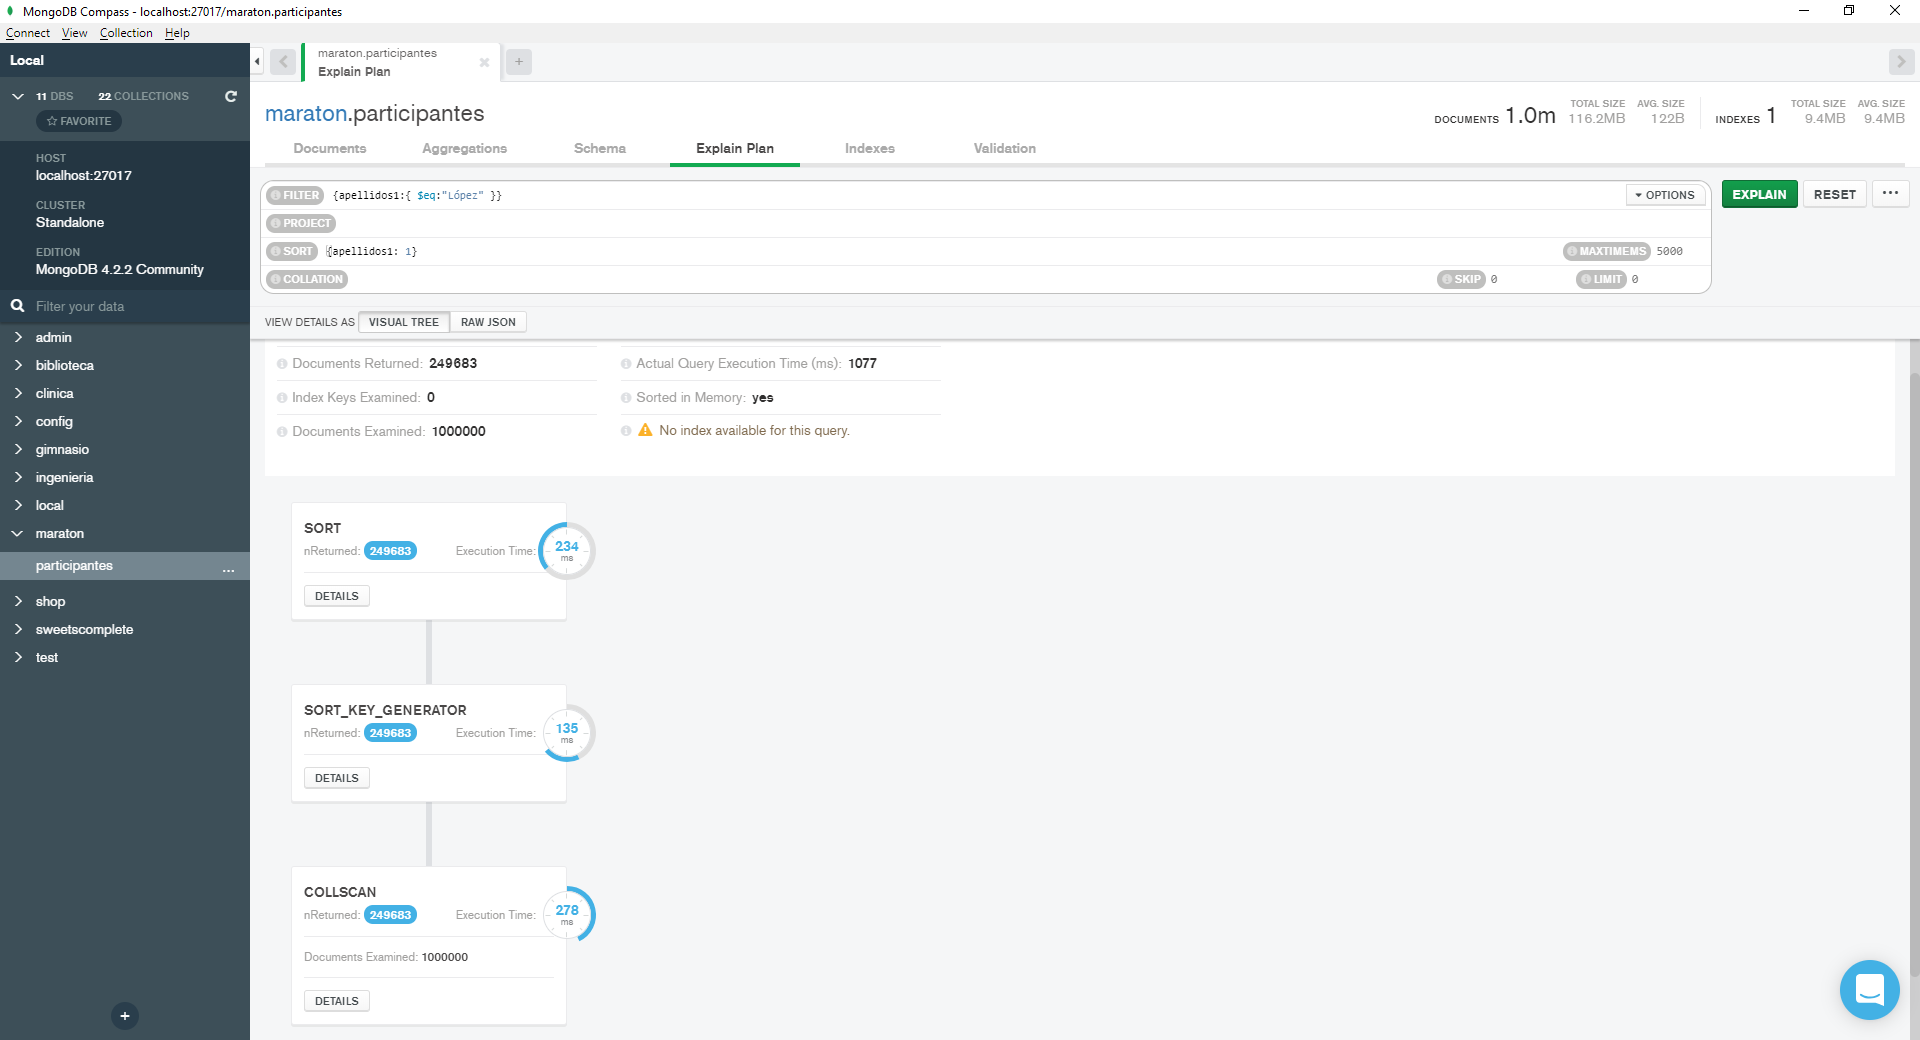 MongoDB Compass - localhost:27017/maraton.participantes
Connect View Collection Help
Local
11 DBS 22 COLLECTIONS
FAVORITE
HOST
localhost:27017
CLUSTER
Standalone
EDITION
MongoDB 4.2.2 Community
Filter your data
admin
biblioteca
clinica
config
gimnasio
ingenieria
local
maraton
participantes ...
shop
sweetscomplete
test
+
maraton.participantes
Explain Plan
+
maraton.participantes
DOCUMENTS 1.0m TOTAL SIZE 116.2MB AVG. SIZE 122B INDEXES 1 TOTAL SIZE 9.4MB AVG. SIZE 9.4MB
Documents Aggregations Schema Explain Plan Indexes Validation
FILTER {apellidos1:{ $eq:"López" }} OPTIONS EXPLAIN RESET ...
PROJECT
SORT {apellidos1: 1} MAXTIMEMS 5000
COLLATION SKIP 0 LIMIT 0
VIEW DETAILS AS VISUAL TREE RAW JSON
Documents Returned: 249683 Actual Query Execution Time (ms): 1077
Index Keys Examined: 0 Sorted in Memory: yes
Documents Examined: 1000000 No index available for this query.
SORT
nReturned: 249683 Execution Time: 234 ms
DETAILS
SORT_KEY_GENERATOR
nReturned: 249683 Execution Time: 135 ms
DETAILS
COLLSCAN
nReturned: 249683 Execution Time: 278 ms
Documents Examined: 1000000
DETAILS